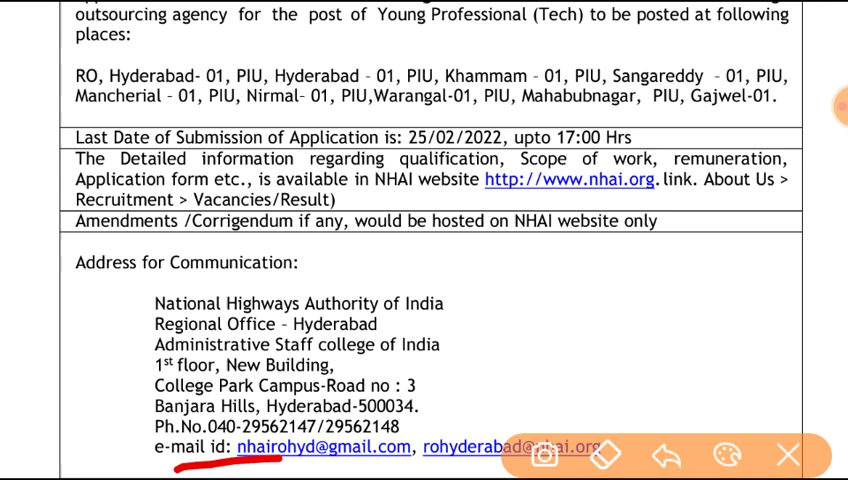 outsourcing agency for the post of Young Professional (Tech) to be posted at following
places:
RO, Hyderabad- 01, PIU, Hyderabad – 01, PIU, Khammam – 01, PIU, Sangareddy – 01, PIU,
Mancherial – 01, PIU, Nirmal- 01, PIU,Warangal-01, PIU, Mahabubnagar, PIU, Gajwel-01.
Last Date of Submission of Application is: 25/02/2022, upto 17:00 Hrs
The Detailed information regarding qualification, Scope of work, remuneration,
Application form etc., is available in NHAI website http://www.nhai.org. link. About Us >
Recruitment > Vacancies/Result)
Amendments /Corrigendum if any, would be hosted on NHAI website only
Address for Communication:
National Highways Authority of India
Regional Office – Hyderabad
Administrative Staff college of India
1st floor, New Building,
College Park Campus-Road no : 3
Banjara Hills, Hyderabad-500034.
Ph.No.040-29562147/29562148
e-mail id: nhairohyd@gmail.com, rohyderabad@nhai.org